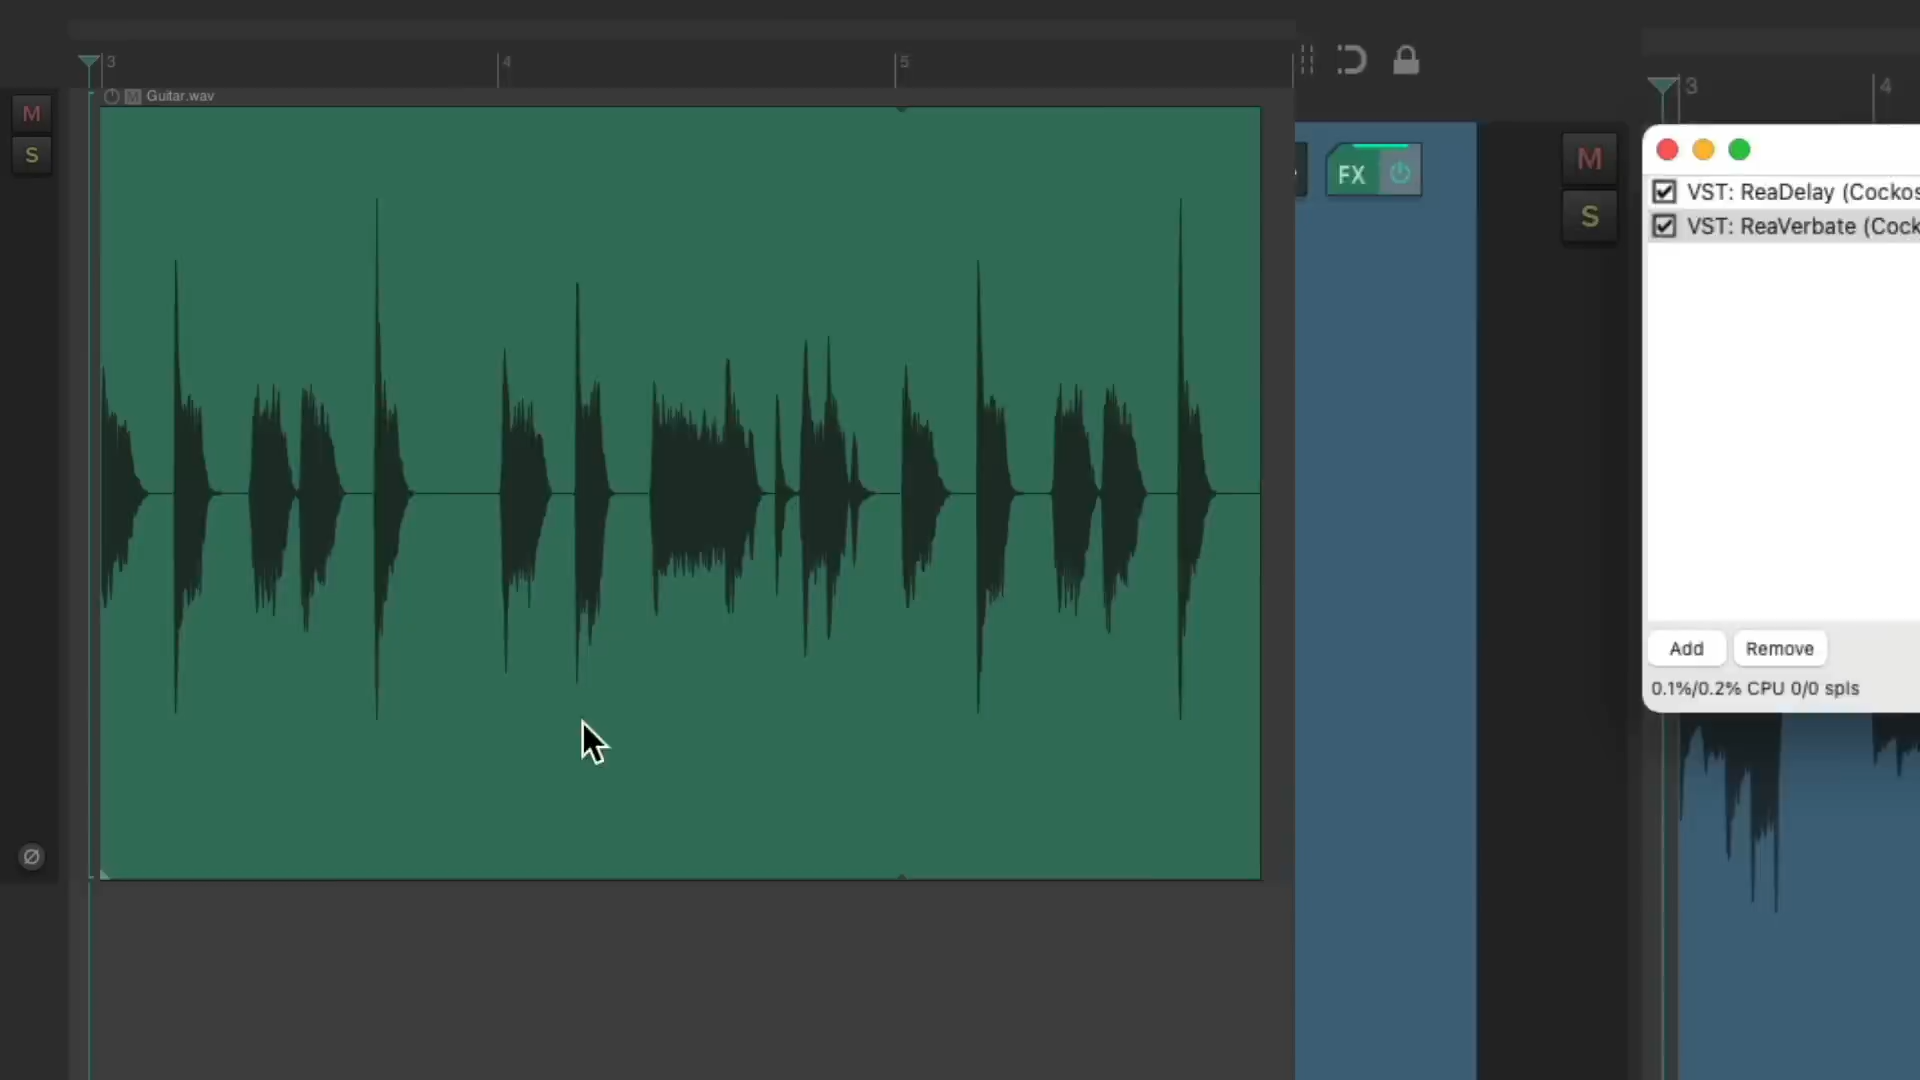 3
4
5
M
Guitar.wav
M
S
FX
M
S
3
4
VST: ReaDelay (Cockos
VST: ReaVerbate (Cock
Add
Remove
0.1%/0.2% CPU 0/0 spls